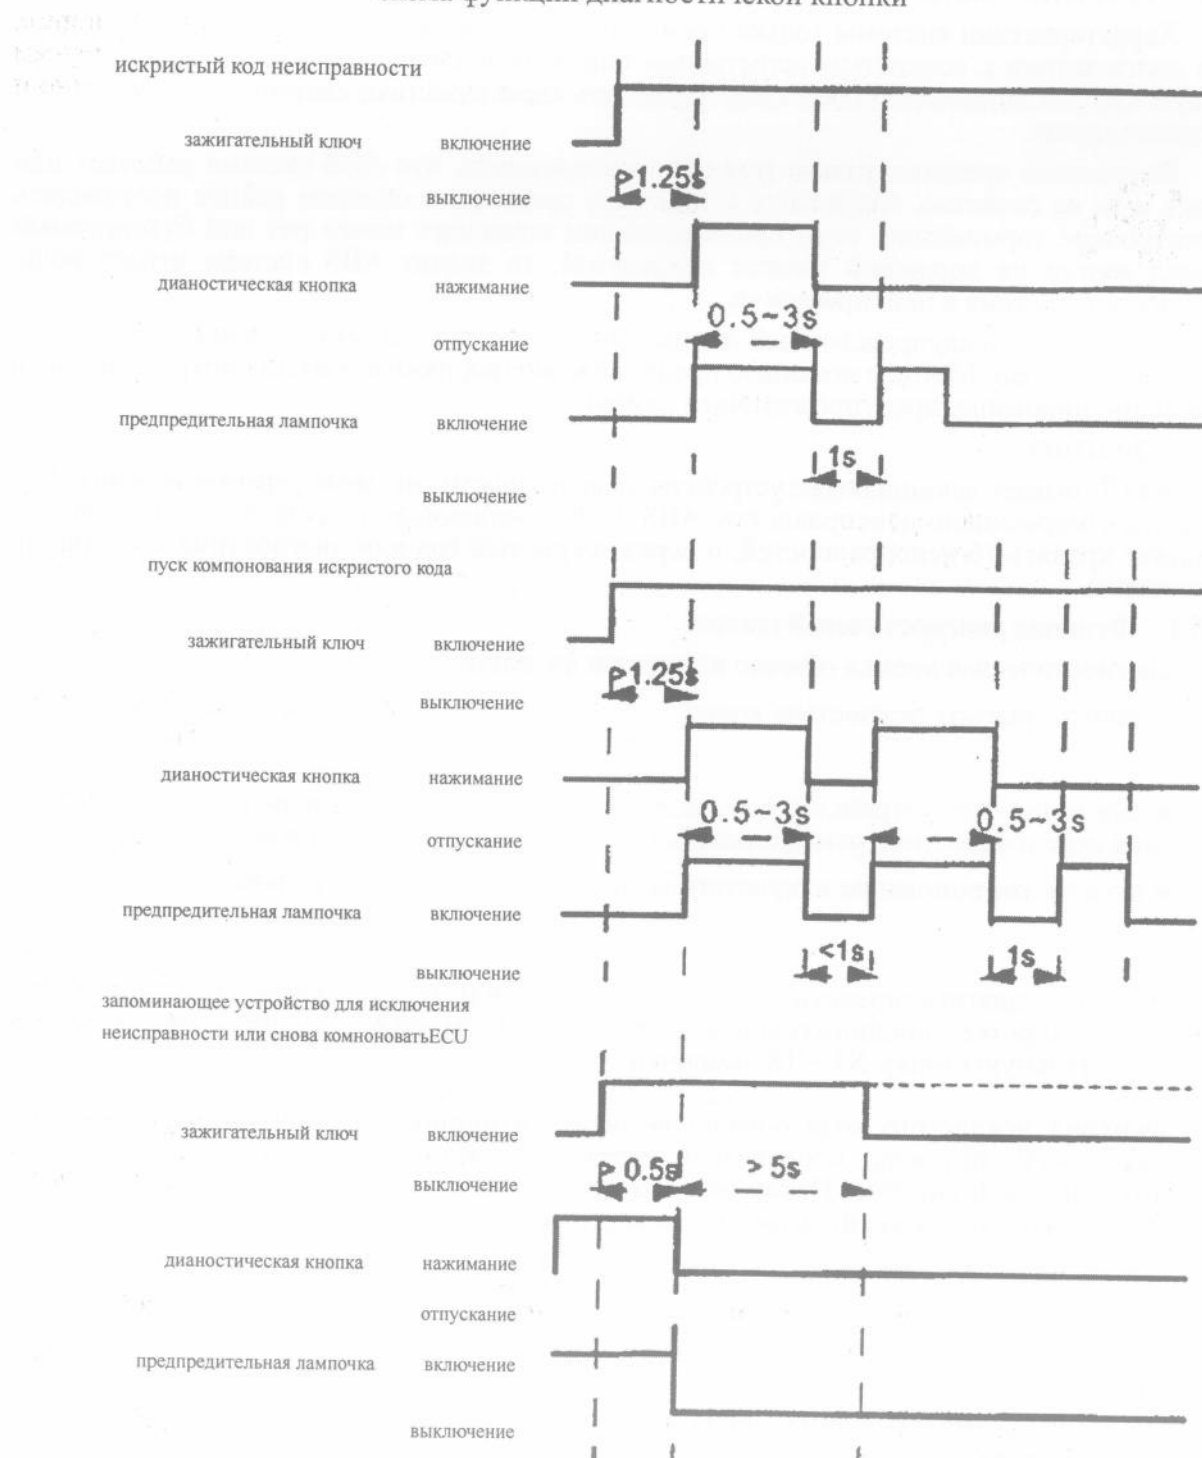 функции диагностической кнопки
искристый код неисправности
зажигательный ключ включение
>1.25s
выключение
дианостическая кнопка нажимание
0.5~3s
отпускание
предпредительная лампочка включение
1s
выключение
пуск компонования искристого кода
зажигательный ключ включение
>1.25s
выключение
дианостическая кнопка нажимание
0.5~3s 0.5~3s
отпускание
предпредительная лампочка включение
<1s 1s
выключение
запоминающее устройство для исключения
неисправности или снова комноноватьECU
зажигательный ключ включение
> 0.5s > 5s
выключение
дианостическая кнопка нажимание
отпускание
предпредительная лампочка включение
выключение